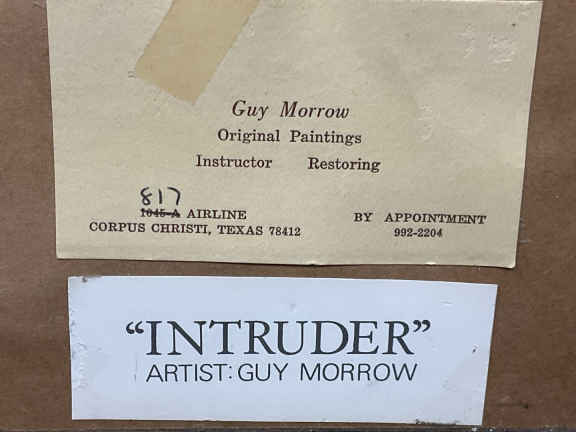 Guy Morrow
Original Paintings
Instructor Restoring
817
1045-A AIRLINE
CORPUS CHRISTI, TEXAS 78412
BY APPOINTMENT
992-2204
“INTRUDER”
ARTIST: GUY MORROW